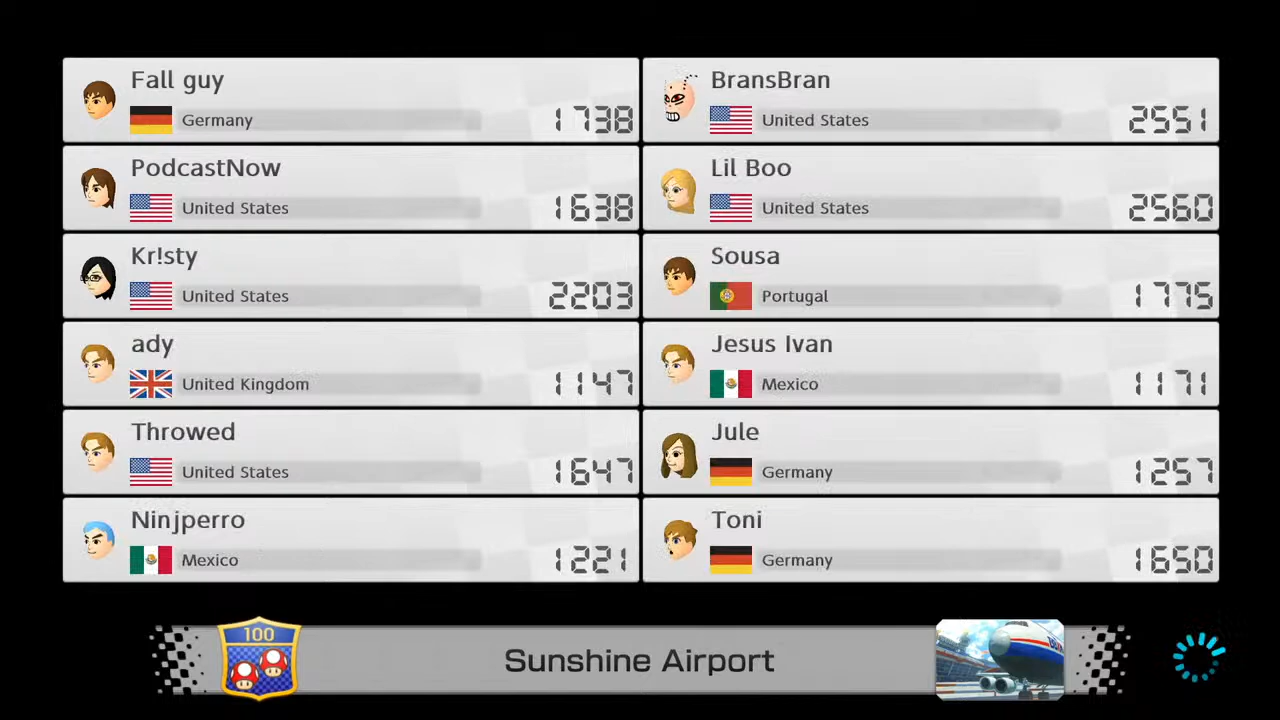 Fall guy
Germany 1738
BransBran
United States 2551
PodcastNow
United States 1638
Lil Boo
United States 2560
Kr!sty
United States 2203
Sousa
Portugal 1775
ady
United Kingdom 1147
Jesus Ivan
Mexico 1171
Throwed
United States 1647
Jule
Germany 1257
Ninjperro
Mexico 1221
Toni
Germany 1650
100
Sunshine Airport